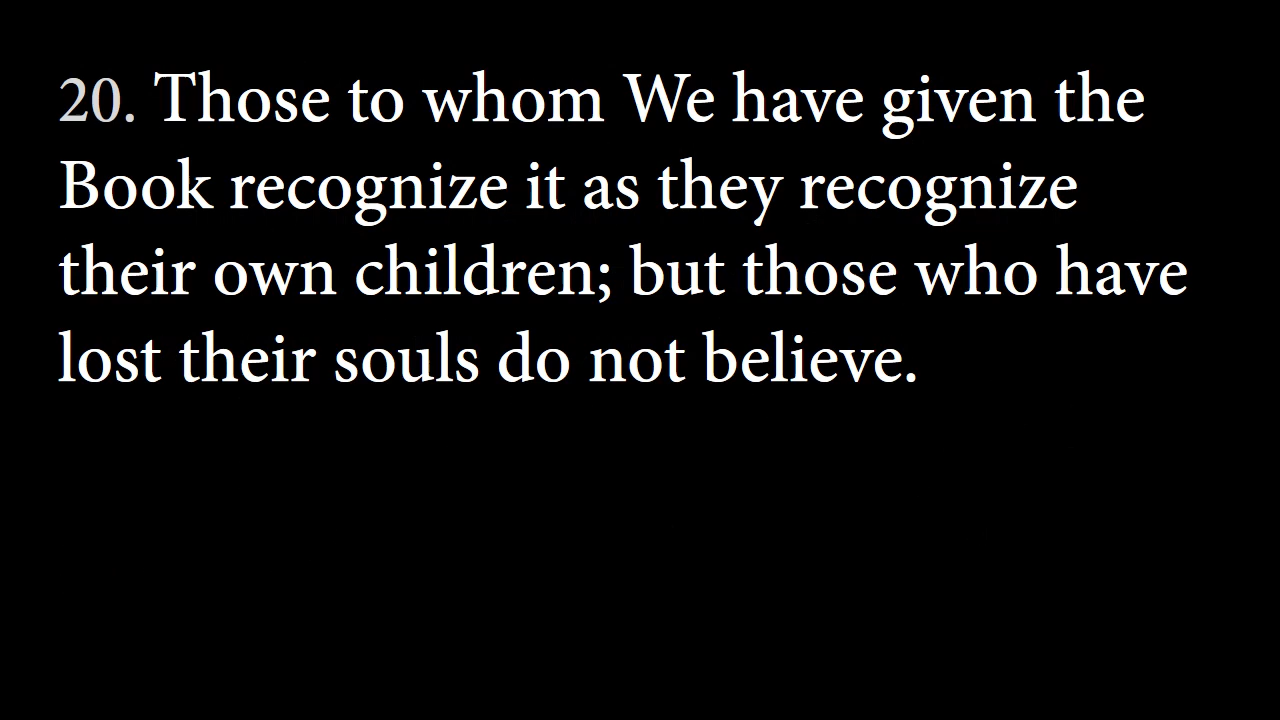 20. Those to whom We have given the
Book recognize it as they recognize
their own children; but those who have
lost their souls do not believe.